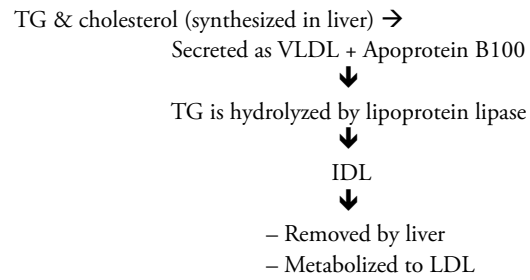 TG & cholesterol (synthesized in liver) →
Secreted as VLDL + Apoprotein B100
↓
TG is hydrolyzed by lipoprotein lipase
↓
IDL
↓
– Removed by liver
– Metabolized to LDL